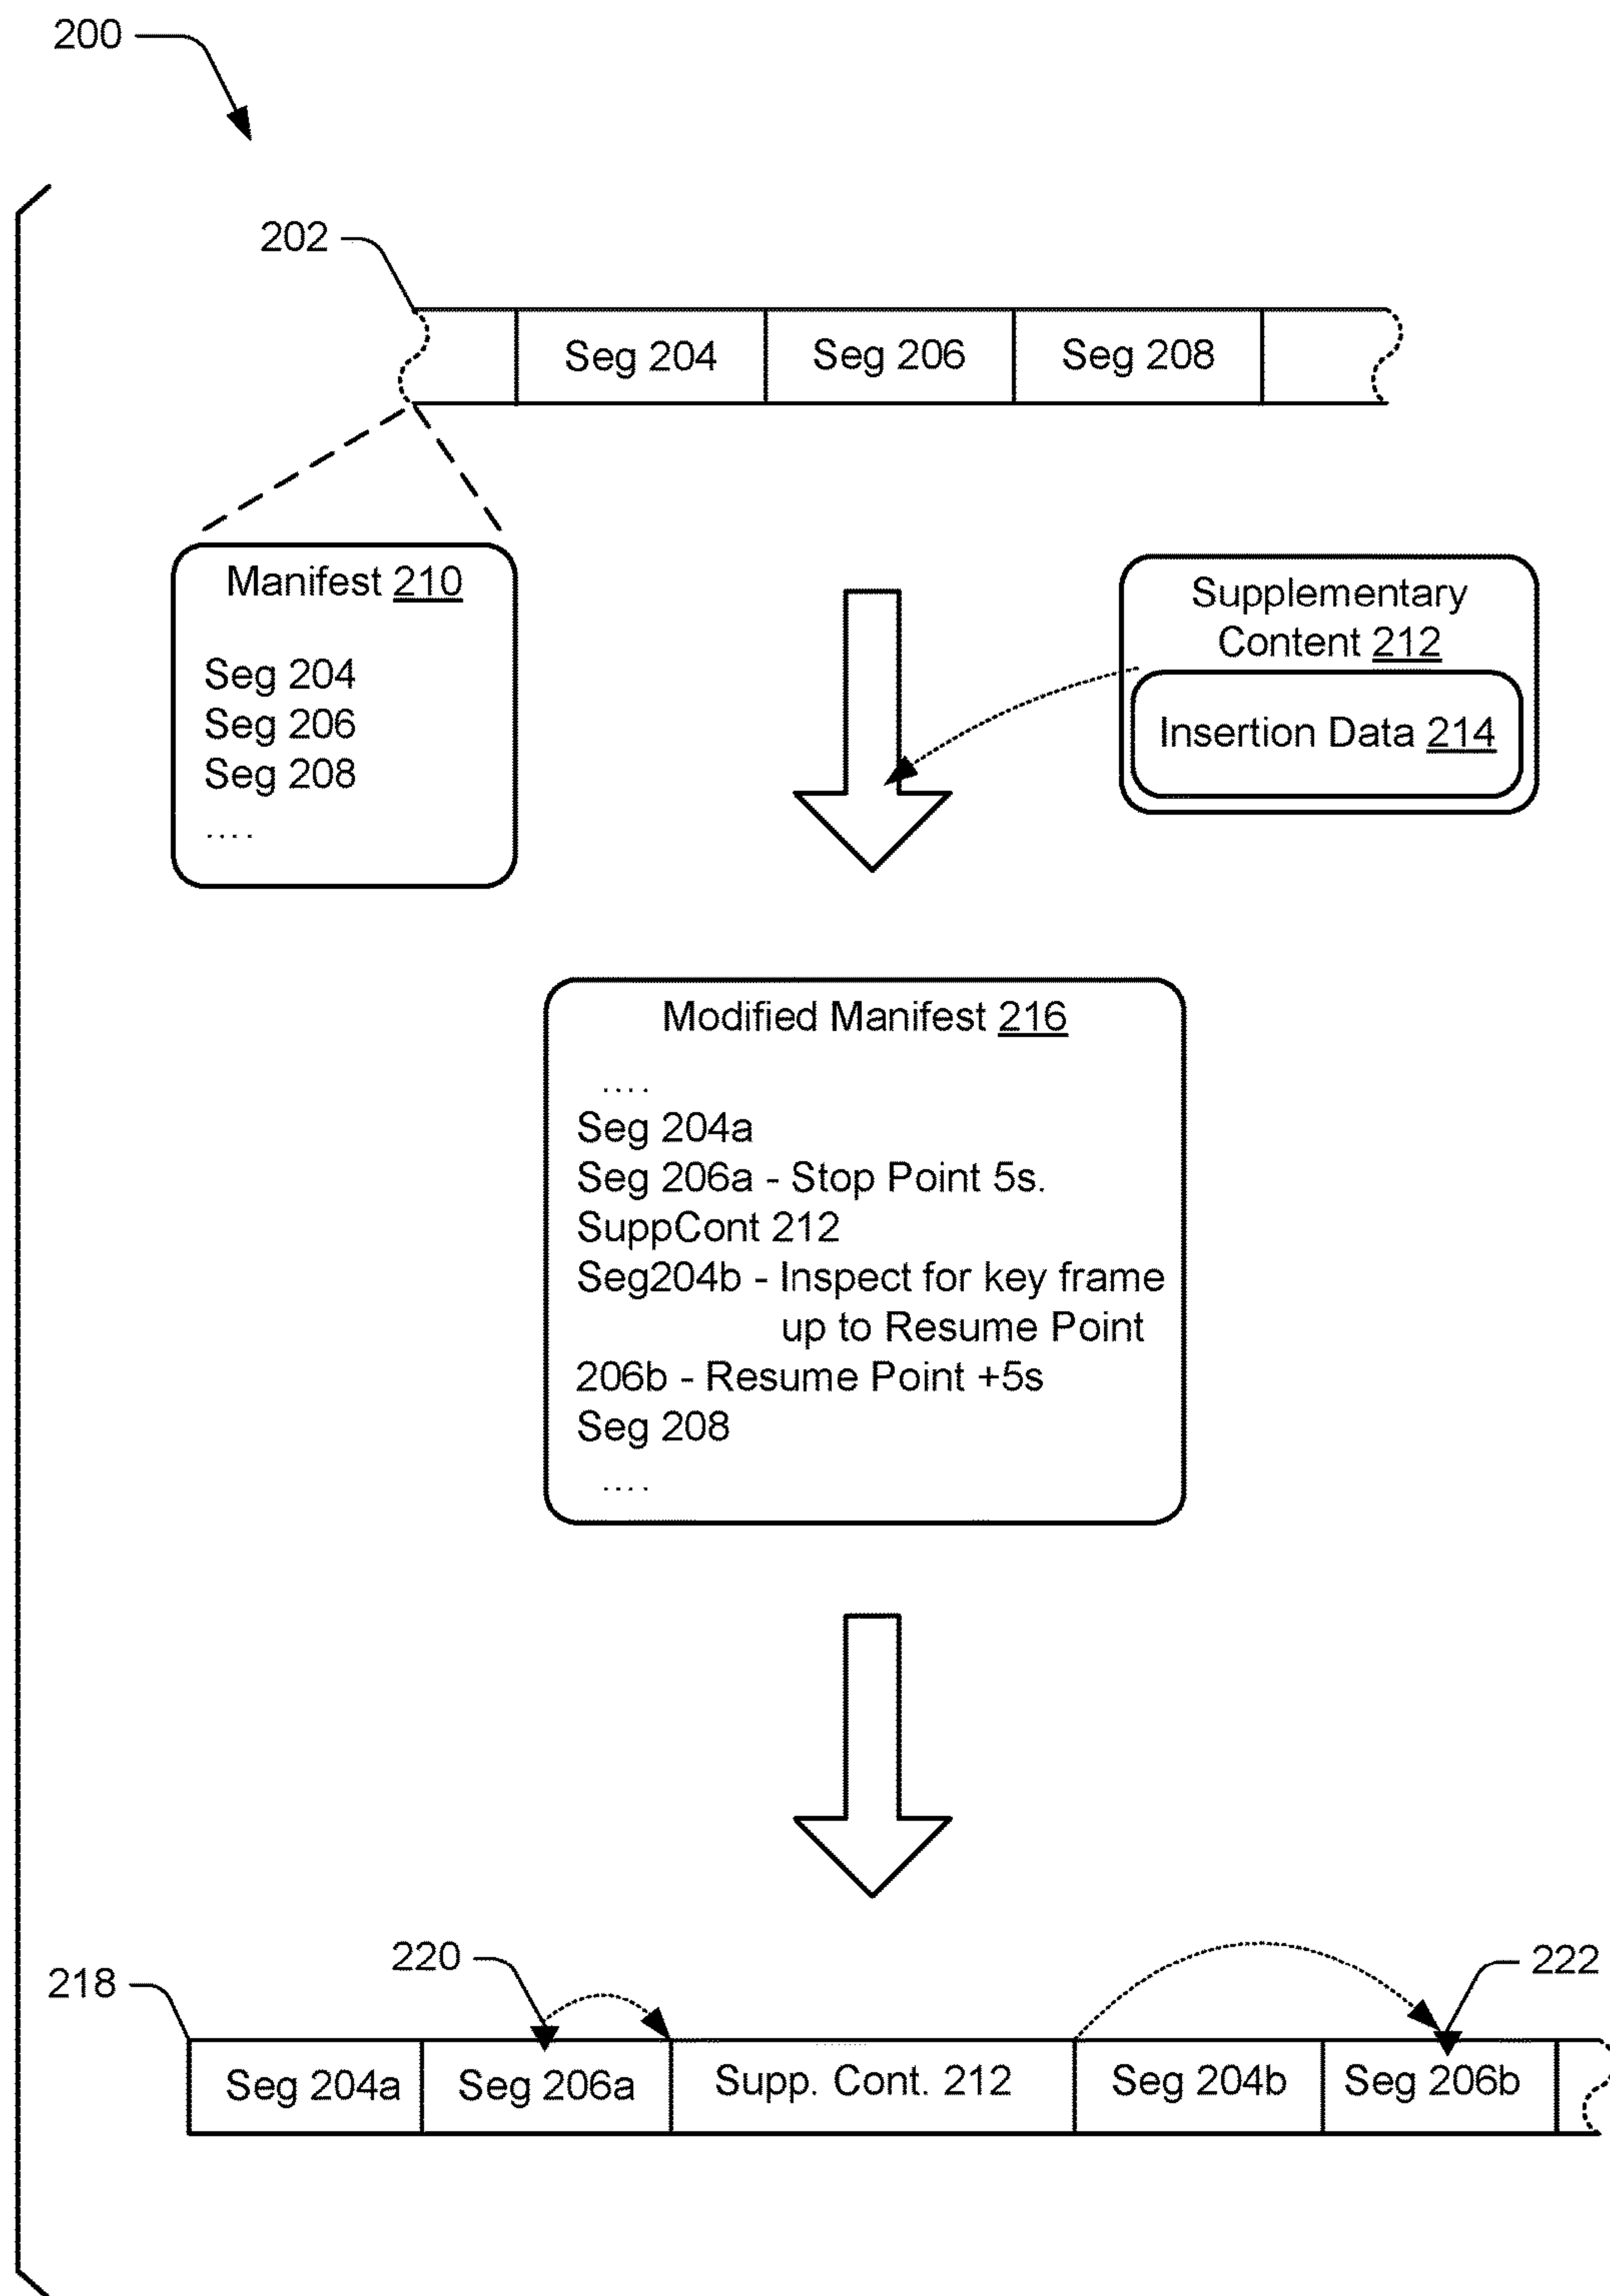 200
202
Seg 204
Seg 206
Seg 208
Manifest 210
Seg 204
Seg 206
Seg 208
....
Supplementary
Content 212
Insertion Data 214
Modified Manifest 216
....
Seg 204a
Seg 206a - Stop Point 5s.
SuppCont 212
Seg204b - Inspect for key frame
up to Resume Point
206b - Resume Point +5s
Seg 208
....
218
220
222
Seg 204a
Seg 206a
Supp. Cont. 212
Seg 204b
Seg 206b